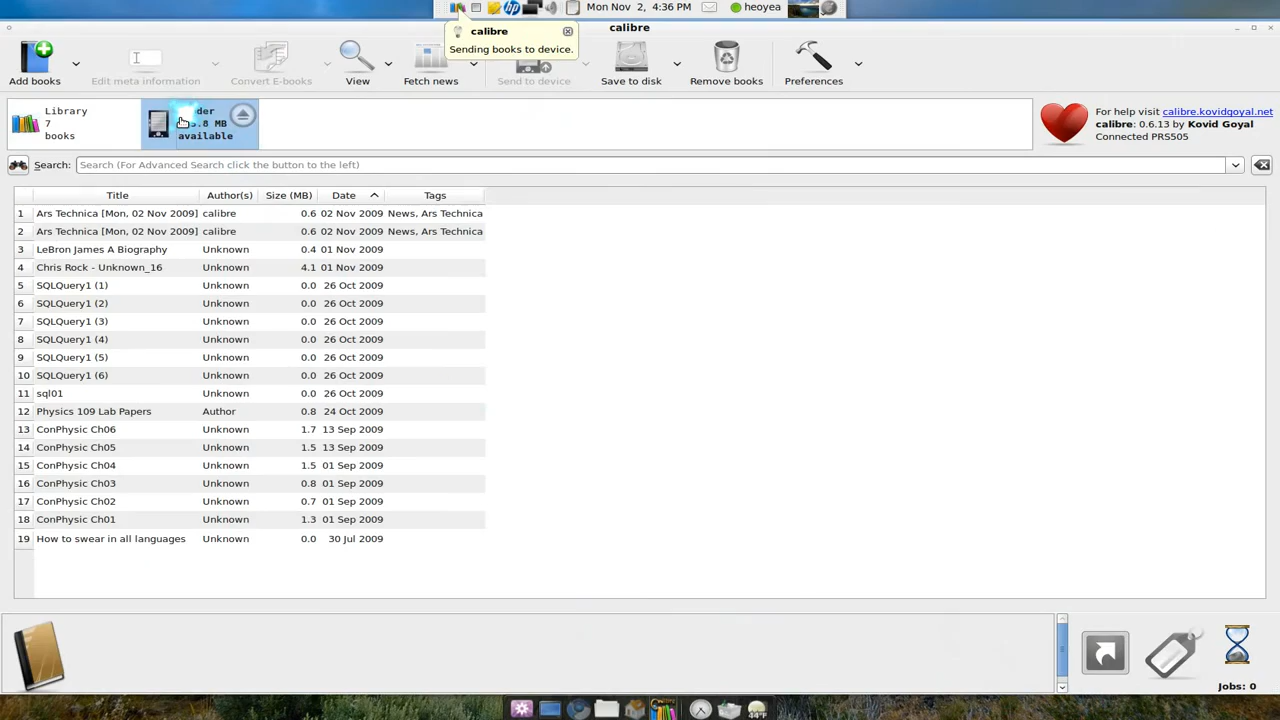 Mon Nov 2, 4:36 PM heoyea
calibre
calibre
Sending books to device.
Add books Edit meta information Convert E-books View Fetch news Send to device Save to disk Remove books Preferences
Library
7
books
available
For help visit calibre.kovidgoyal.net
calibre: 0.6.13 by Kovid Goyal
Connected PRS505
Search: Search (For Advanced Search click the button to the left)
Title Author(s) Size (MB) Date Tags
1 Ars Technica [Mon, 02 Nov 2009] calibre 0.6 02 Nov 2009 News, Ars Technica
2 Ars Technica [Mon, 02 Nov 2009] calibre 0.6 02 Nov 2009 News, Ars Technica
3 LeBron James A Biography Unknown 0.4 01 Nov 2009
4 Chris Rock - Unknown_16 Unknown 4.1 01 Nov 2009
5 SQLQuery1 (1) Unknown 0.0 26 Oct 2009
6 SQLQuery1 (2) Unknown 0.0 26 Oct 2009
7 SQLQuery1 (3) Unknown 0.0 26 Oct 2009
8 SQLQuery1 (4) Unknown 0.0 26 Oct 2009
9 SQLQuery1 (5) Unknown 0.0 26 Oct 2009
10 SQLQuery1 (6) Unknown 0.0 26 Oct 2009
11 sql01 Unknown 0.0 26 Oct 2009
12 Physics 109 Lab Papers Author 0.8 24 Oct 2009
13 ConPhysic Ch06 Unknown 1.7 13 Sep 2009
14 ConPhysic Ch05 Unknown 1.5 13 Sep 2009
15 ConPhysic Ch04 Unknown 1.5 01 Sep 2009
16 ConPhysic Ch03 Unknown 0.8 01 Sep 2009
17 ConPhysic Ch02 Unknown 0.7 01 Sep 2009
18 ConPhysic Ch01 Unknown 1.3 01 Sep 2009
19 How to swear in all languages Unknown 0.0 30 Jul 2009
Jobs: 0